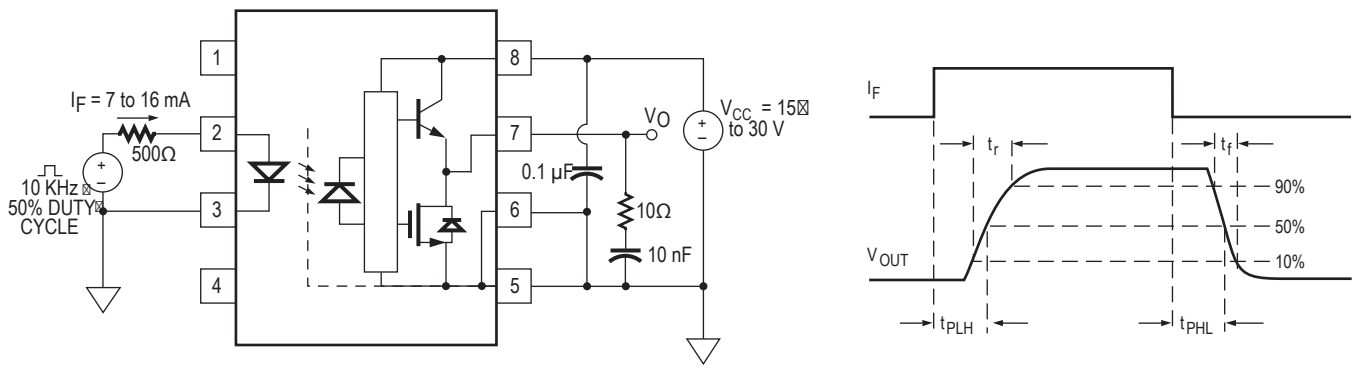 1
2
3
4
8
7
6
5
I_F = 7 to 16 mA
500Ω
10 KHz
50% DUTY
CYCLE
V_O
0.1 µF
10Ω
10 nF
V_CC = 15
to 30 V
I_F
t_r
t_f
90%
50%
10%
V_OUT
t_PLH
t_PHL